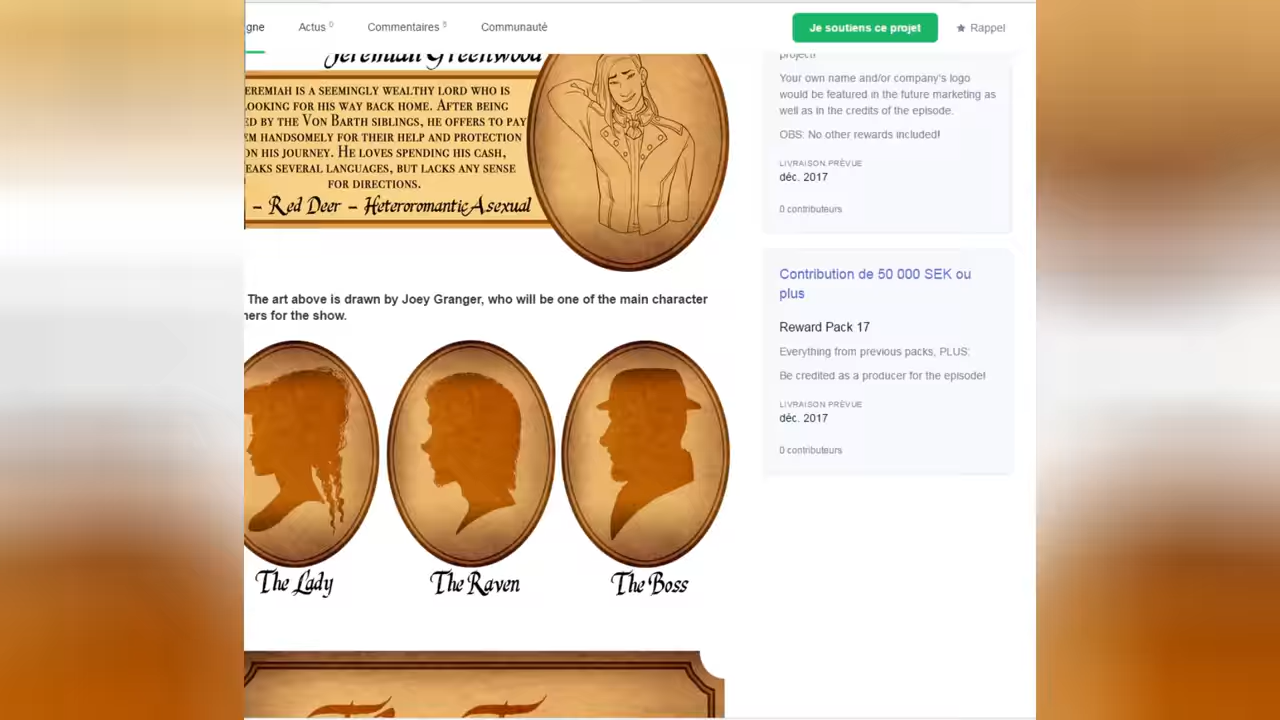 gne
Actus 0
Commentaires 5
Communauté
Je soutiens ce projet
Rappel
Jeremiah Greenwood
EREMIAH IS A SEEMINGLY WEALTHY LORD WHO IS
OOKING FOR HIS WAY BACK HOME. AFTER BEING
ED BY THE VON BARTH SIBLINGS, HE OFFERS TO PAY
EM HANDSOMELY FOR THEIR HELP AND PROTECTION
ON HIS JOURNEY. HE LOVES SPENDING HIS CASH,
EAKS SEVERAL LANGUAGES, BUT LACKS ANY SENSE
FOR DIRECTIONS.
– Red Deer – Heteroromantic Asexual
The art above is drawn by Joey Granger, who will be one of the main character
ners for the show.
The Lady
The Raven
The Boss
project!
Your own name and/or company's logo
would be featured in the future marketing as
well as in the credits of the episode.
OBS: No other rewards included!
LIVRAISON PRÉVUE
déc. 2017
0 contributeurs
Contribution de 50 000 SEK ou
plus
Reward Pack 17
Everything from previous packs, PLUS:
Be credited as a producer for the episode!
LIVRAISON PRÉVUE
déc. 2017
0 contributeurs